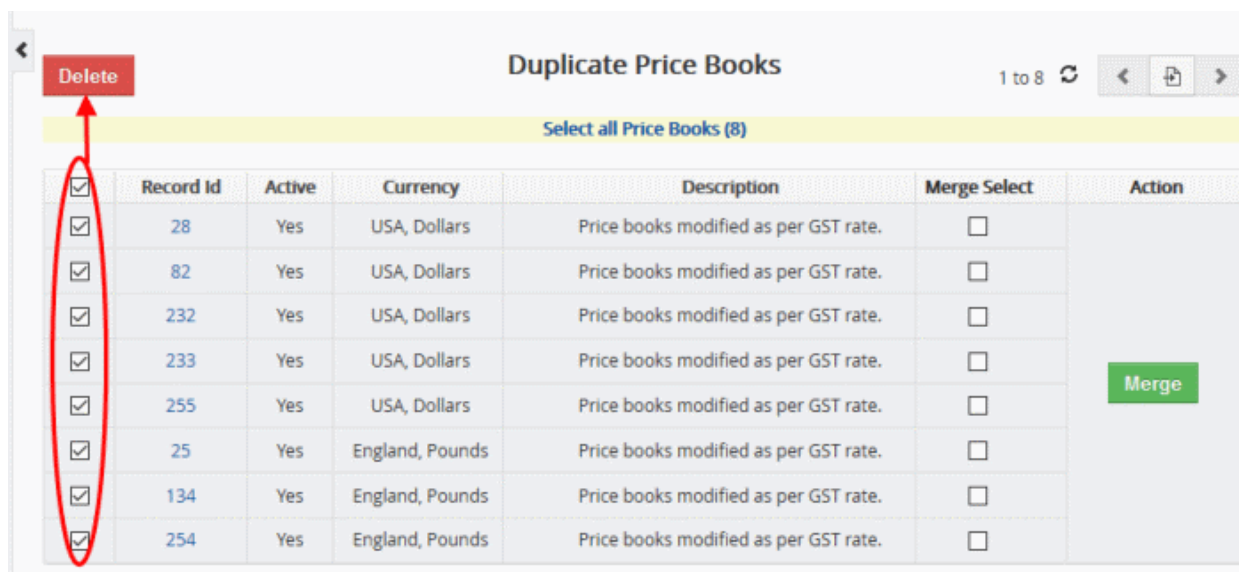 Delete
Duplicate Price Books
1 to 8
Select all Price Books (8)
Record Id Active Currency Description Merge Select Action
28 Yes USA, Dollars Price books modified as per GST rate.
82 Yes USA, Dollars Price books modified as per GST rate.
232 Yes USA, Dollars Price books modified as per GST rate.
233 Yes USA, Dollars Price books modified as per GST rate.
Merge
255 Yes USA, Dollars Price books modified as per GST rate.
25 Yes England, Pounds Price books modified as per GST rate.
134 Yes England, Pounds Price books modified as per GST rate.
254 Yes England, Pounds Price books modified as per GST rate.